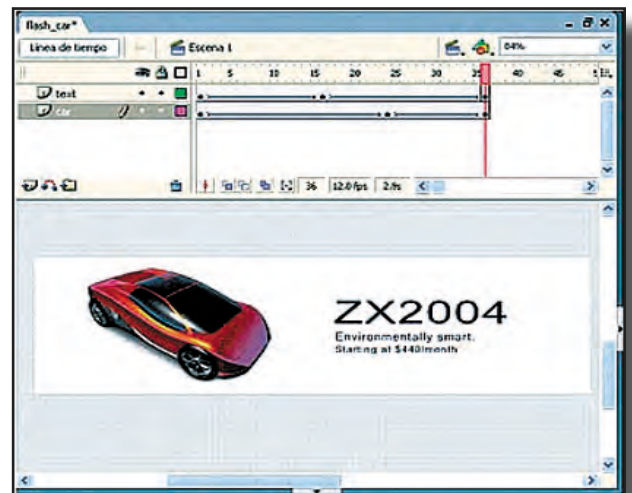 flash_car*
Línea de tiempo
Escena 1
84%
1 5 10 15 20 25 30 35 40 45
text
car
36 12.0 fps 2.9s
ZX2004
Environmentally smart.
Starting at $440/month